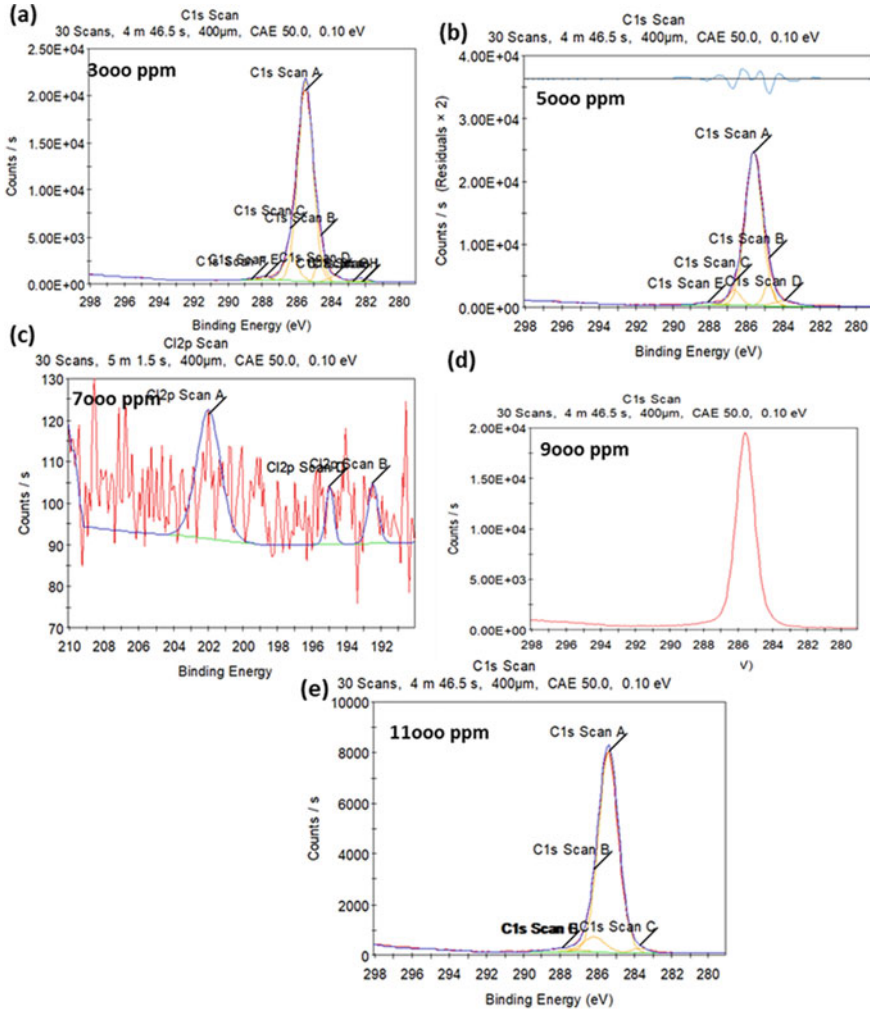 (a)
C1s Scan
30 Scans, 4 m 46.5 s, 400µm, CAE 50.0, 0.10 eV
3ooo ppm
2.50E+04
2.00E+04
1.50E+04
1.00E+04
5.00E+03
0.00E+00
Counts / s
C1s Scan A
C1s Scan C
C1s Scan B
C1s Scan E
C1s Scan D
298 296 294 292 290 288 286 284 282 280
Binding Energy (eV)
(b)
C1s Scan
30 Scans, 4 m 46.5 s, 400µm, CAE 50.0, 0.10 eV
5ooo ppm
4.00E+04
3.00E+04
2.00E+04
1.00E+04
0.00E+00
Counts / s (Residuals × 2)
C1s Scan A
C1s Scan B
C1s Scan C
C1s Scan E
C1s Scan D
298 296 294 292 290 288 286 284 282 280
Binding Energy (eV)
(c)
Cl2p Scan
30 Scans, 5 m 1.5 s, 400µm, CAE 50.0, 0.10 eV
7ooo ppm
130
120
110
100
90
80
70
Counts / s
Cl2p Scan A
Cl2p Scan
Cl2p Scan B
210 208 206 204 202 200 198 196 194 192
Binding Energy
(d)
C1s Scan
30 Scans, 4 m 46.5 s, 400µm, CAE 50.0, 0.10 eV
9ooo ppm
2.00E+04
1.50E+04
1.00E+04
5.00E+03
0.00E+00
Counts / s
298 296 294 292 290 288 286 284 282 280
V)
(e)
C1s Scan
30 Scans, 4 m 46.5 s, 400µm, CAE 50.0, 0.10 eV
11ooo ppm
10000
8000
6000
4000
2000
0
Counts / s
C1s Scan A
C1s Scan B
C1s Scan
C1s Scan C
298 296 294 292 290 288 286 284 282 280
Binding Energy (eV)